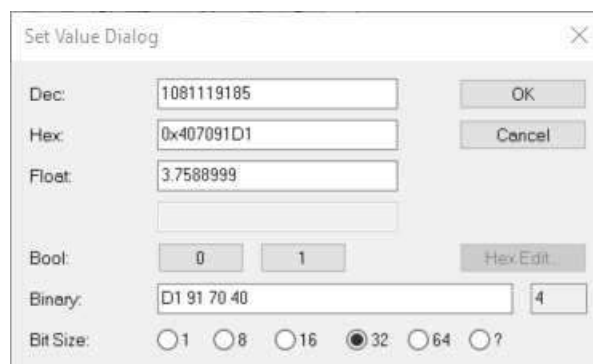 Set Value Dialog
Dec: 1081119185 OK
Hex: 0x407091D1 Cancel
Float: 3.7588999
Bool: 0 1 Hex Edit...
Binary: D1 91 70 40 4
Bit Size: 1 8 16 32 64 ?